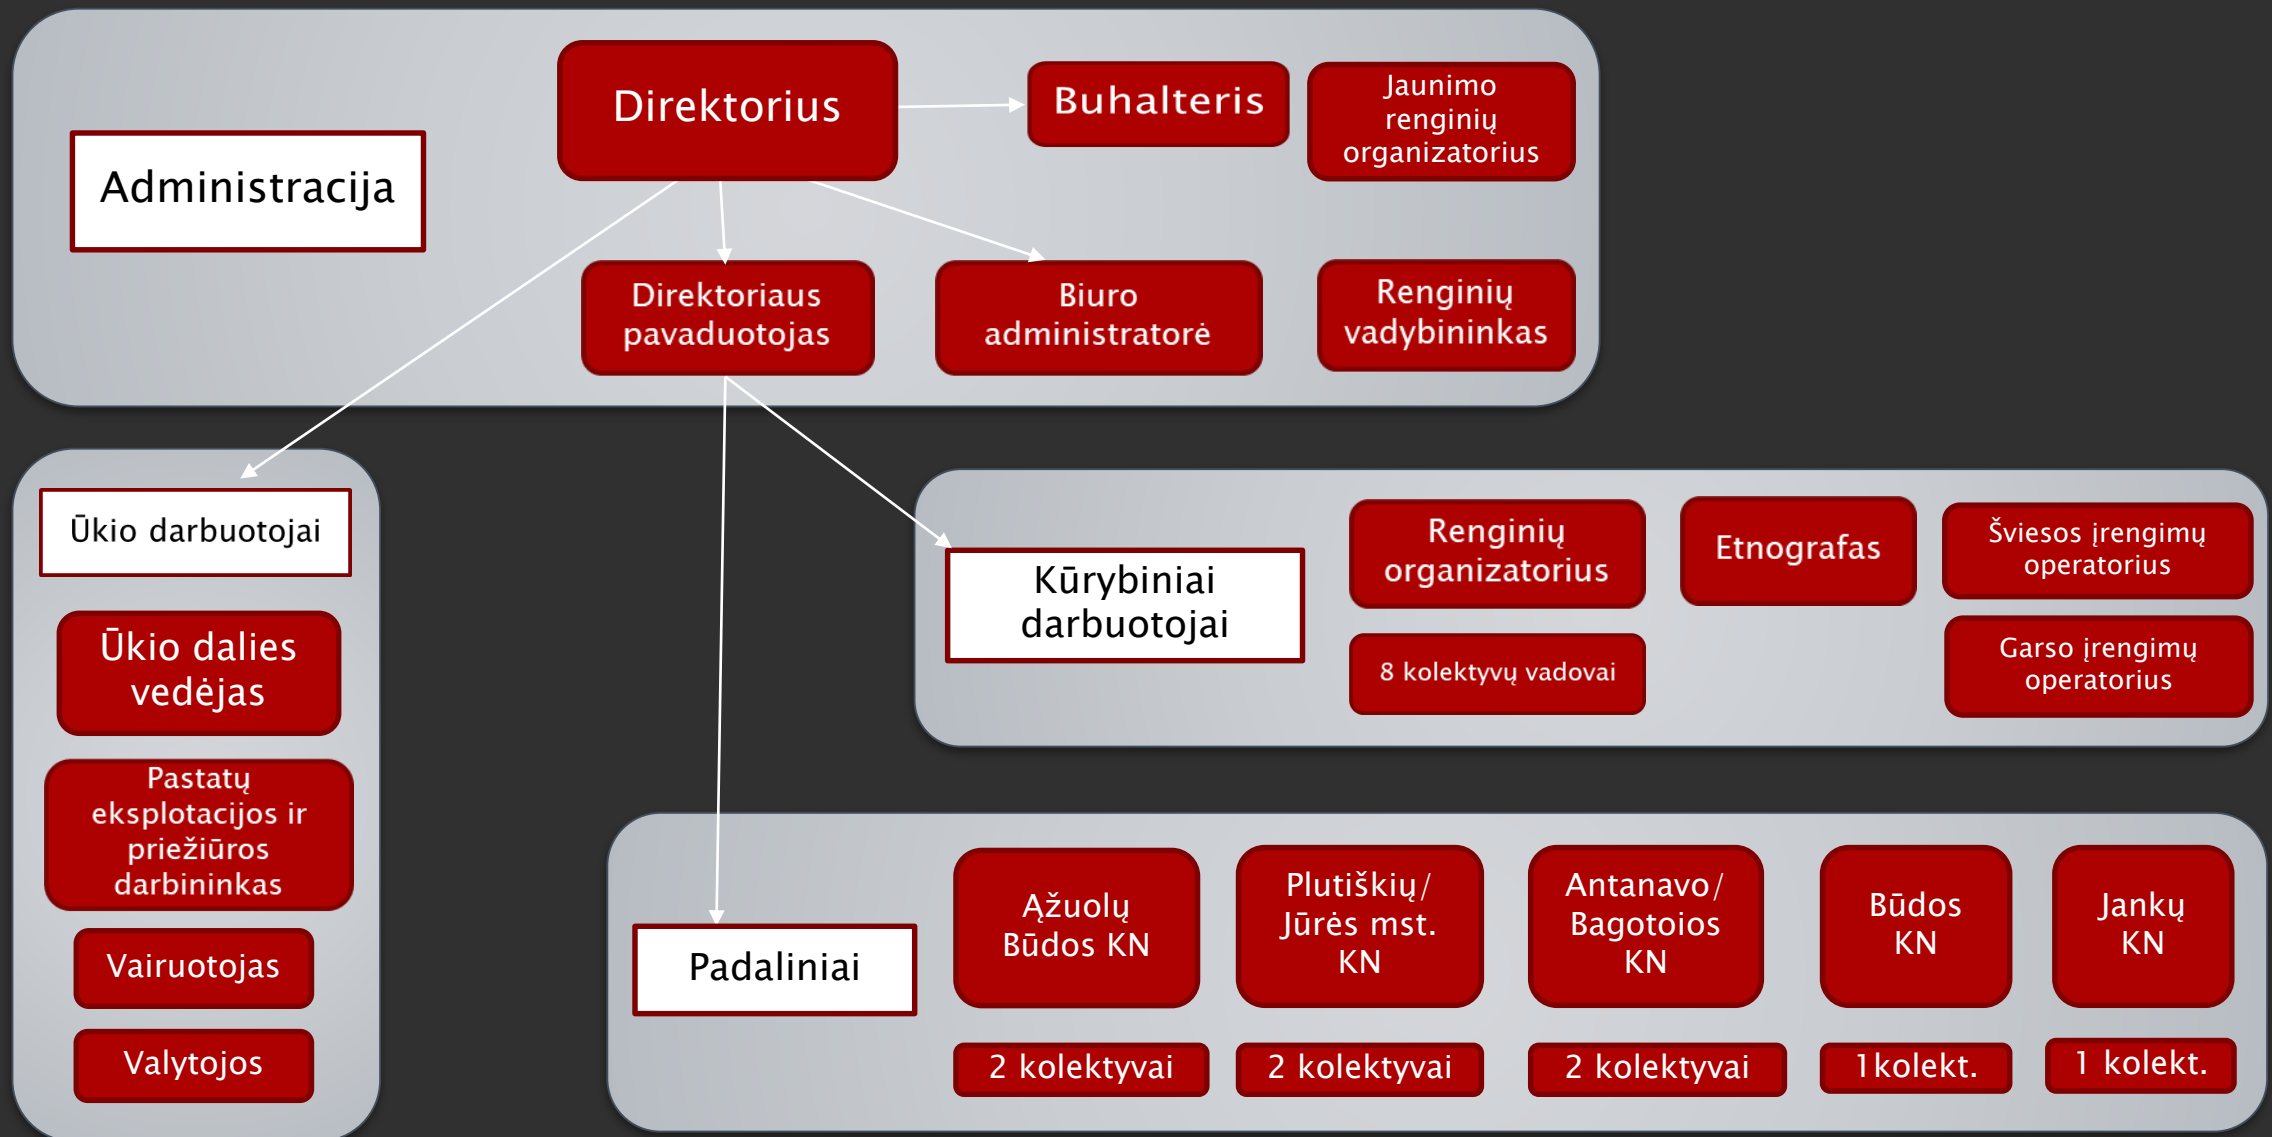 Administracija
Direktorius
Buhalteris
Jaunimo
renginių
organizatorius
Direktoriaus
pavaduotojas
Biuro
administratorė
Renginių
vadybininkas
Ūkio darbuotojai
Ūkio dalies
vedėjas
Pastatų
eksplotacijos ir
priežiūros
darbininkas
Vairuotojas
Valytojos
Kūrybiniai
darbuotojai
Renginių
organizatorius
8 kolektyvų vadovai
Etnografas
Šviesos įrengimų
operatorius
Garso įrengimų
operatorius
Padaliniai
Ąžuolų
Būdos KN
2 kolektyvai
Plutiškių/
Jūrės mst.
KN
2 kolektyvai
Antanavo/
Bagotoios
KN
2 kolektyvai
Būdos
KN
1kolekt.
Jankų
KN
1 kolekt.